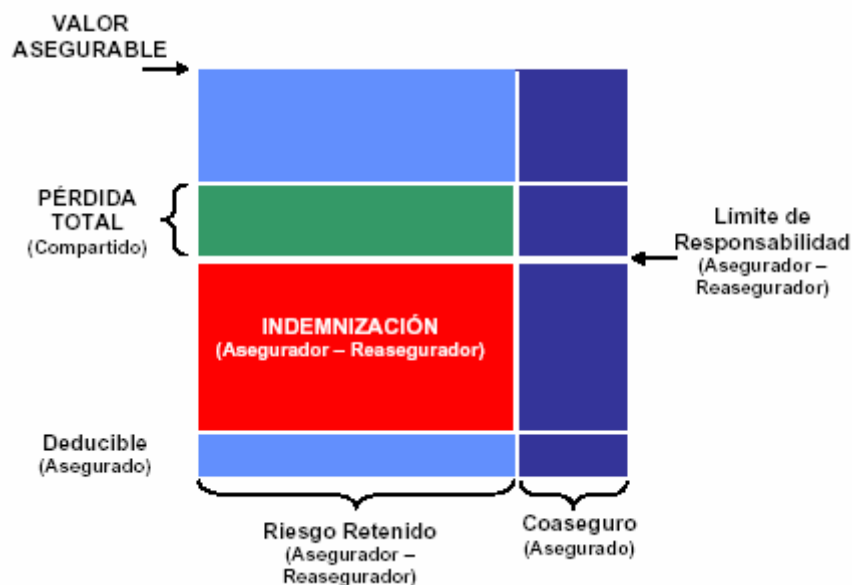 VALOR
ASEGURABLE
PÉRDIDA
TOTAL
(Compartido)
Límite de
Responsabilidad
(Asegurador –
Reasegurador)
INDEMNIZACIÓN
(Asegurador – Reasegurador)
Deducible
(Asegurado)
Riesgo Retenido
(Asegurador –
Reasegurador)
Coaseguro
(Asegurado)